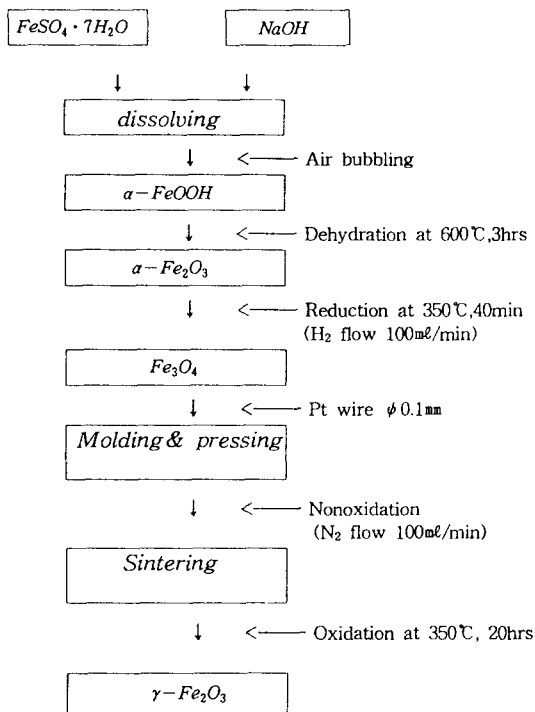 FeSO₄・7H₂O
NaOH
dissolving
Air bubbling
α-FeOOH
Dehydration at 600℃,3hrs
α-Fe₂O₃
Reduction at 350℃,40min
(H₂ flow 100㎖/min)
Fe₃O₄
Pt wire φ0.1㎜
Molding & pressing
Nonoxidation
(N₂ flow 100㎖/min)
Sintering
Oxidation at 350℃, 20hrs
γ-Fe₂O₃